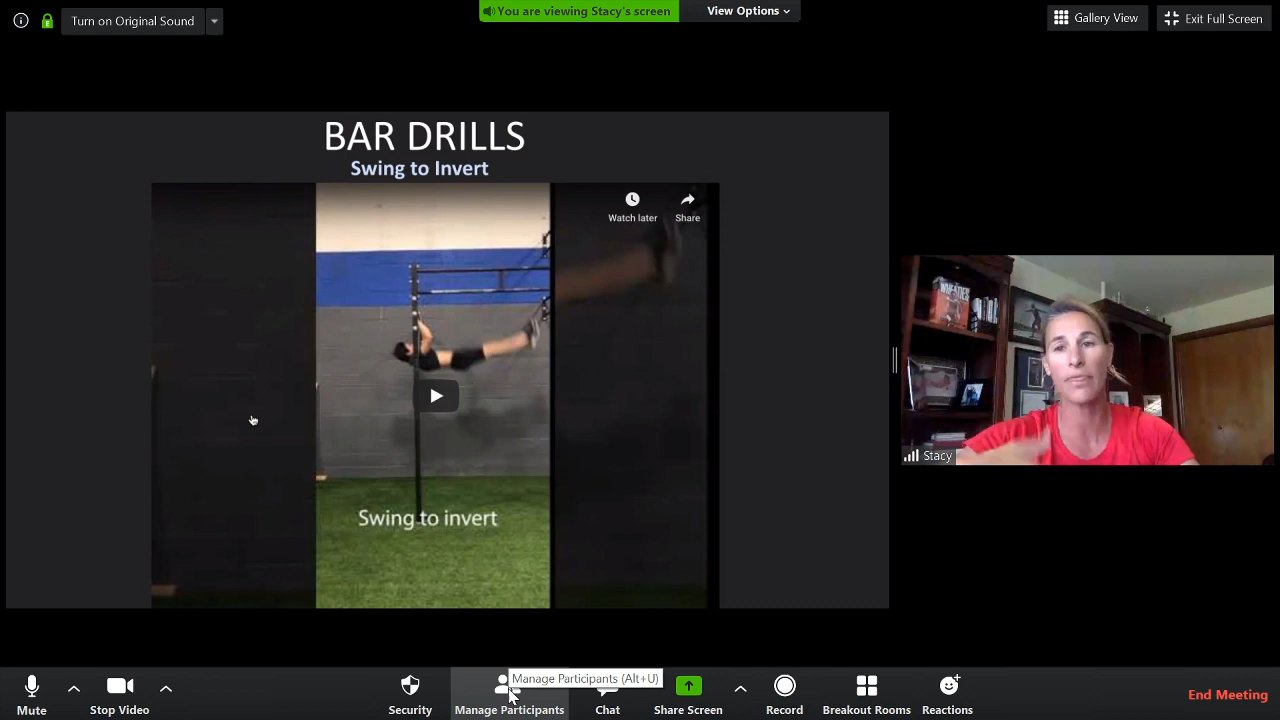 Turn on Original Sound
You are viewing Stacy's screen
View Options
Gallery View
Exit Full Screen
BAR DRILLS
Swing to Invert
Watch later
Share
WHEATIES
Swing to invert
Stacy
Manage Participants (Alt+U)
Mute
Stop Video
Security
Manage Participants
Chat
Share Screen
Record
Breakout Rooms
Reactions
End Meeting